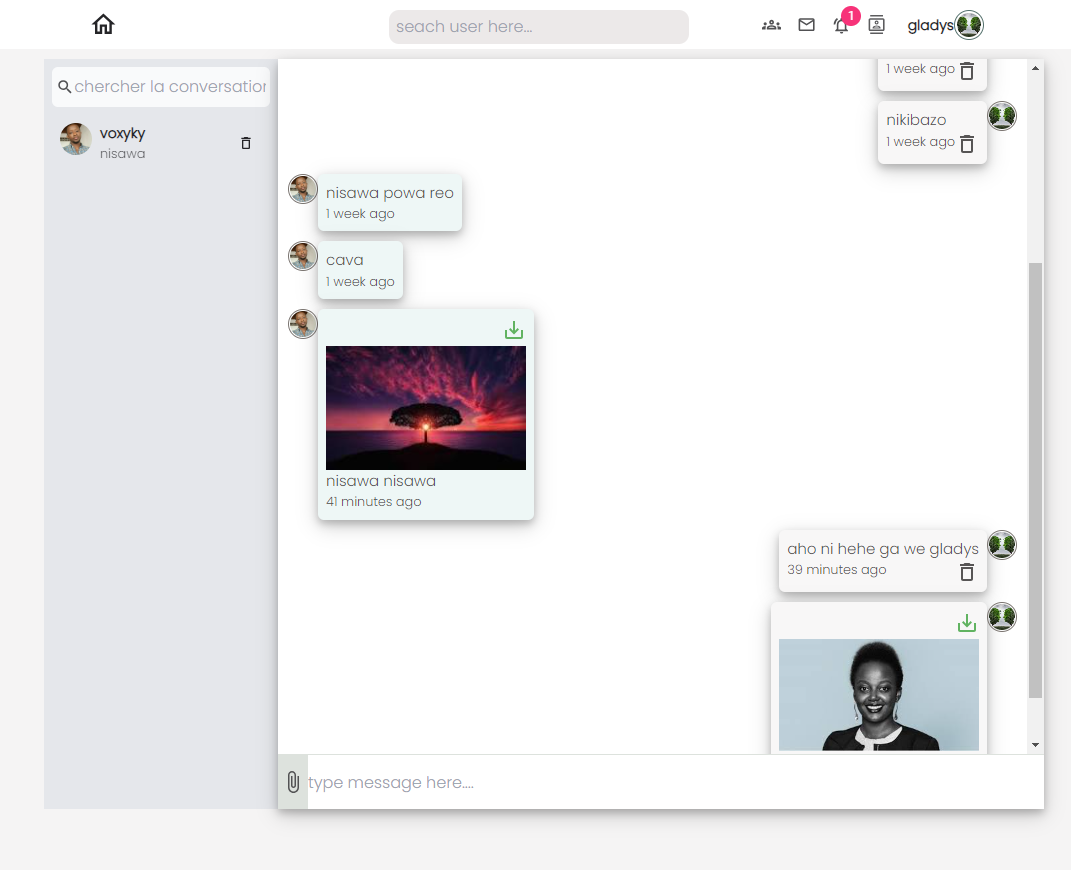 seach user here...
1
gladys
chercher la conversation
voxyky
nisawa
1 week ago
nikibazo
1 week ago
nisawa powa reo
1 week ago
cava
1 week ago
nisawa nisawa
41 minutes ago
aho ni hehe ga we gladys
39 minutes ago
type message here....